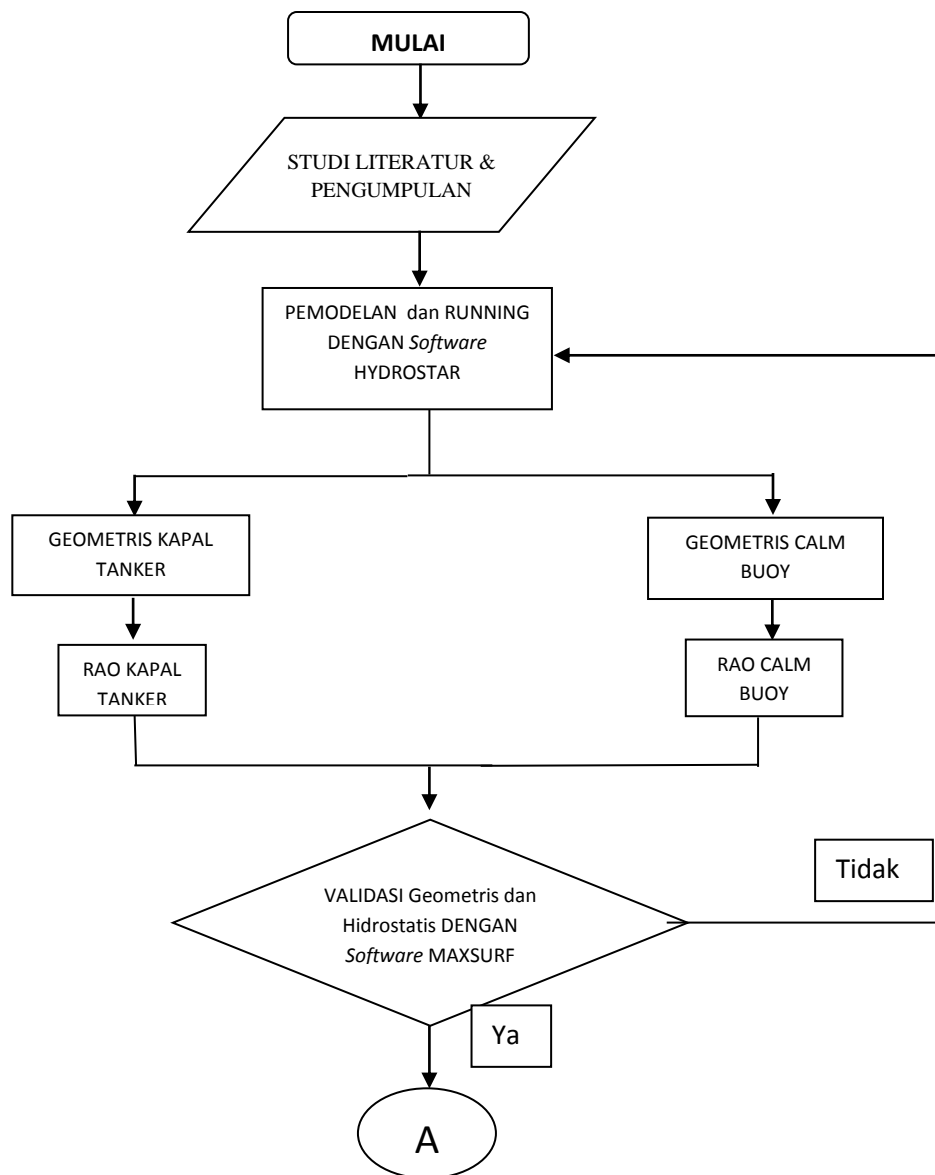 MULAI
STUDI LITERATUR &
PENGUMPULAN
PEMODELAN dan RUNNING
DENGAN Software
HYDROSTAR
GEOMETRIS KAPAL
TANKER
GEOMETRIS CALM
BUOY
RAO KAPAL
TANKER
RAO CALM
BUOY
VALIDASI Geometris dan
Hidrostatis DENGAN
Software MAXSURF
Tidak
Ya
A